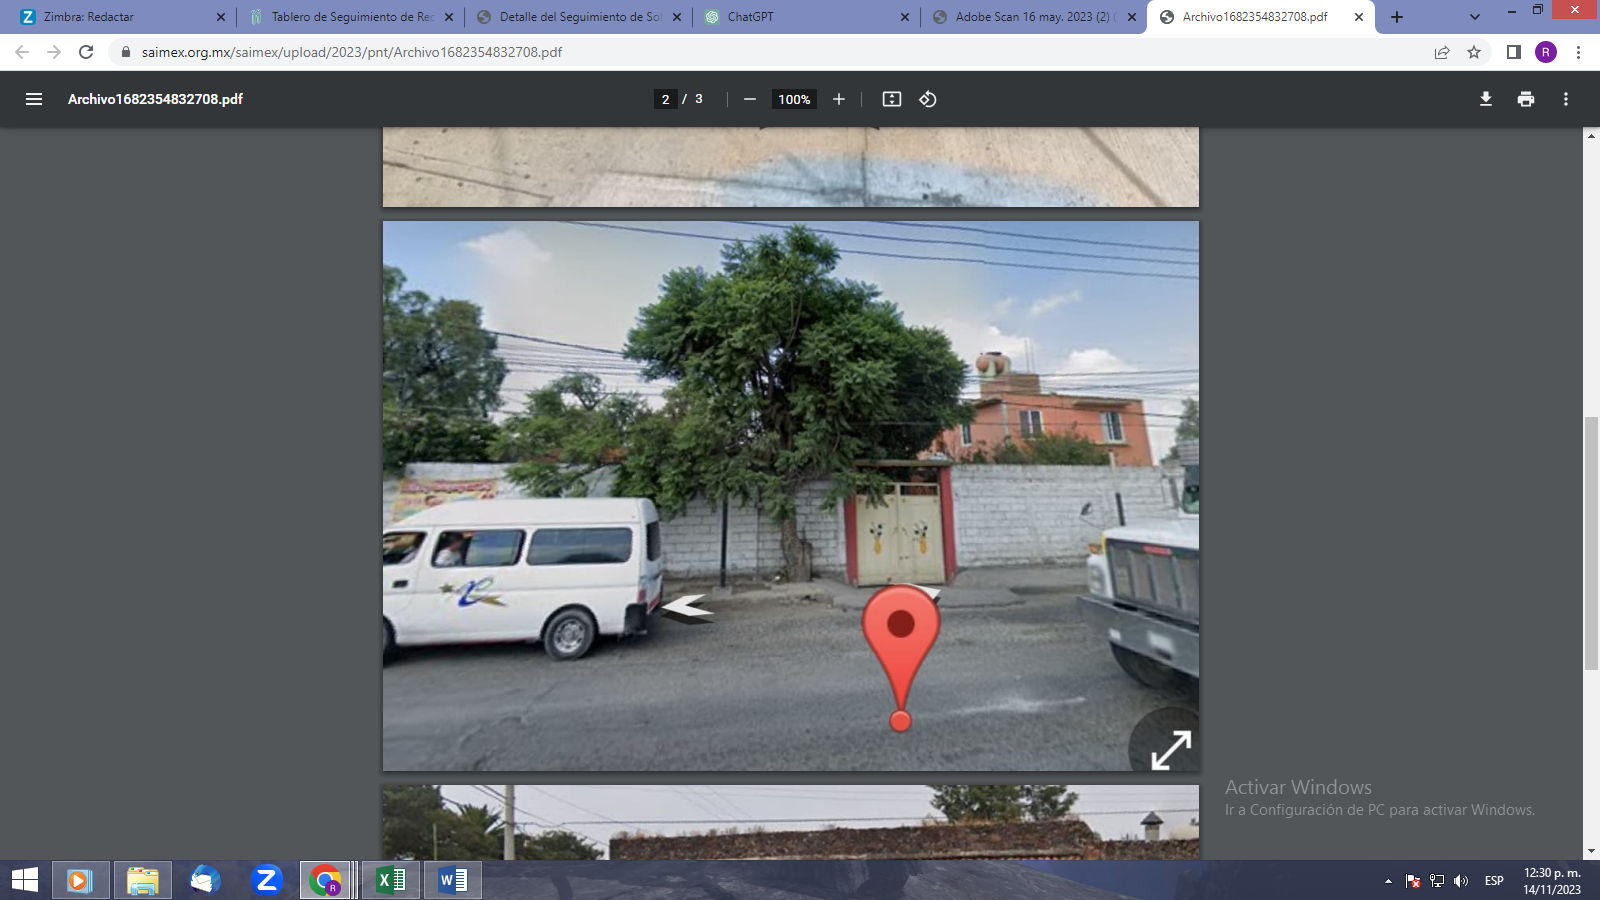 Zimbra: Redactar
Tablero de Seguimiento de Rec
Detalle del Seguimiento de Sol
ChatGPT
Adobe Scan 16 may. 2023 (2) (
Archivo1682354832708.pdf
saimex.org.mx/saimex/upload/2023/pnt/Archivo1682354832708.pdf
R
Archivo1682354832708.pdf
2 / 3
100%
Activar Windows
Ir a Configuración de PC para activar Windows.
ESP
12:30 p. m.
14/11/2023